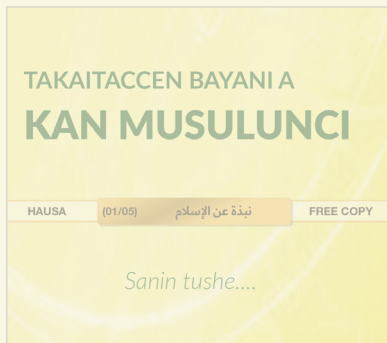 TAKAITACCEN BAYANI A
KAN MUSULUNCI
HAUSA (01/05) نبذة عن الإسلام FREE COPY
Sanin tushe....